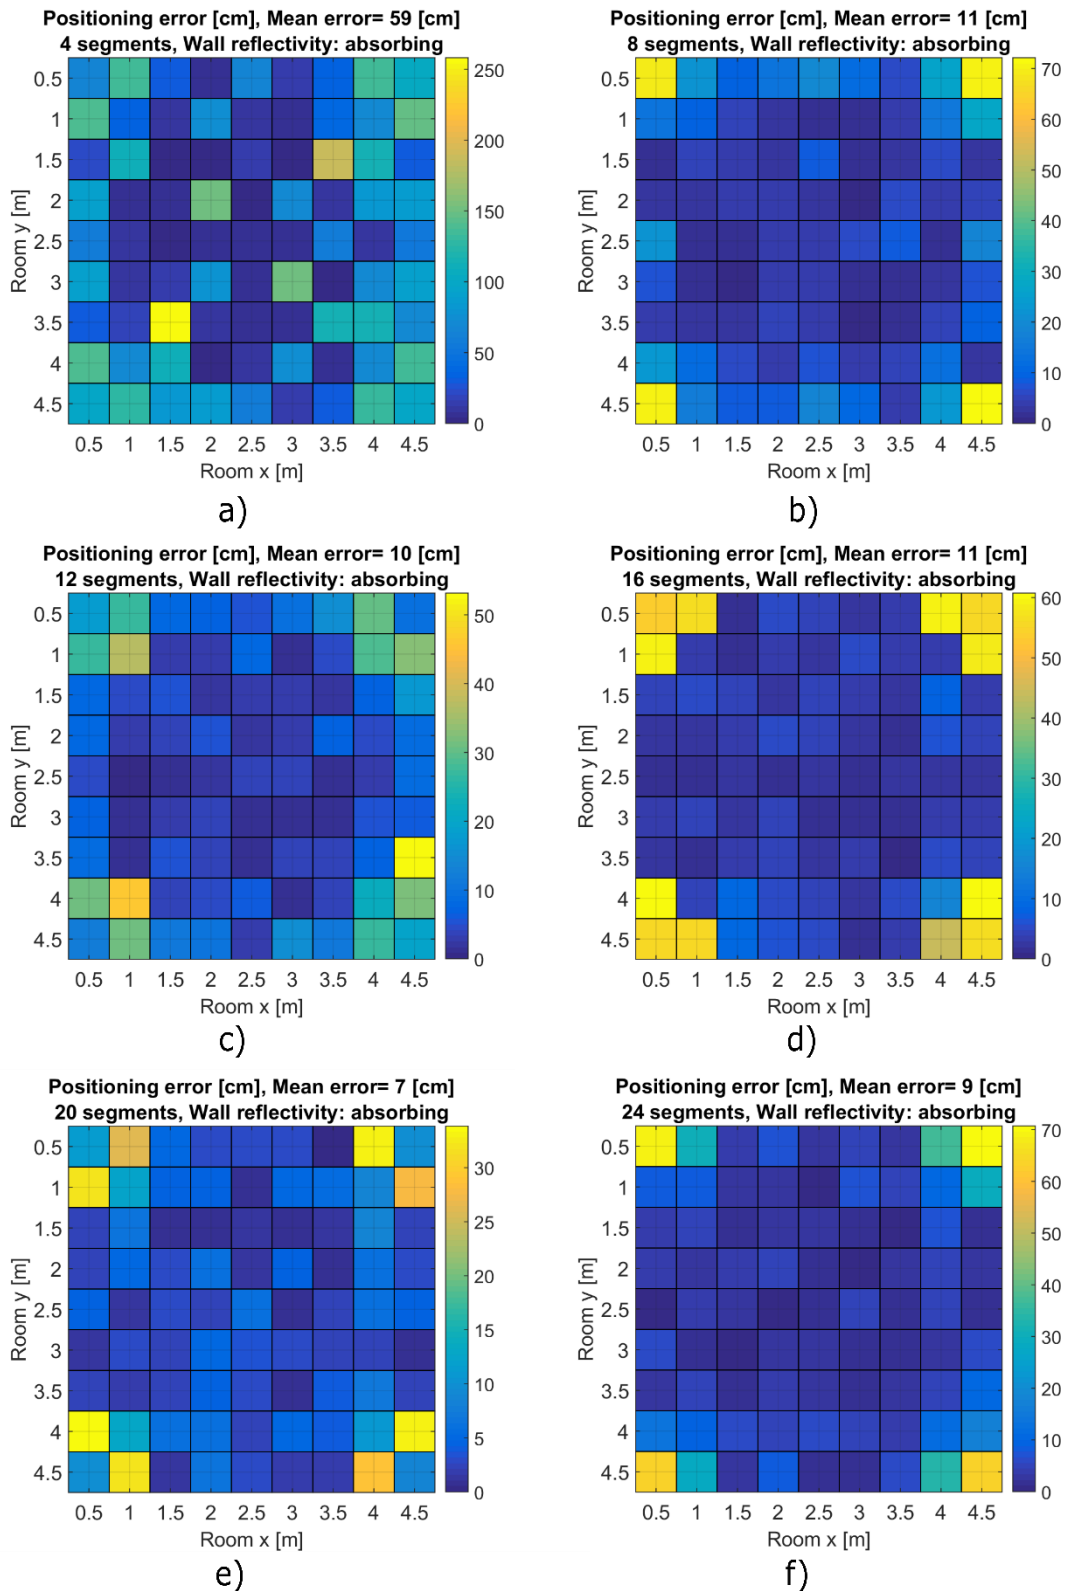 Positioning error [cm], Mean error= 59 [cm]
4 segments, Wall reflectivity: absorbing
0.5
1
1.5
2
2.5
3
3.5
4
4.5
Room y [m]
0.5 1 1.5 2 2.5 3 3.5 4 4.5
Room x [m]
250
200
150
100
50
0
a)
Positioning error [cm], Mean error= 11 [cm]
8 segments, Wall reflectivity: absorbing
0.5
1
1.5
2
2.5
3
3.5
4
4.5
Room y [m]
0.5 1 1.5 2 2.5 3 3.5 4 4.5
Room x [m]
70
60
50
40
30
20
10
0
b)
Positioning error [cm], Mean error= 10 [cm]
12 segments, Wall reflectivity: absorbing
0.5
1
1.5
2
2.5
3
3.5
4
4.5
Room y [m]
0.5 1 1.5 2 2.5 3 3.5 4 4.5
Room x [m]
50
40
30
20
10
0
c)
Positioning error [cm], Mean error= 11 [cm]
16 segments, Wall reflectivity: absorbing
0.5
1
1.5
2
2.5
3
3.5
4
4.5
Room y [m]
0.5 1 1.5 2 2.5 3 3.5 4 4.5
Room x [m]
60
50
40
30
20
10
0
d)
Positioning error [cm], Mean error= 7 [cm]
20 segments, Wall reflectivity: absorbing
0.5
1
1.5
2
2.5
3
3.5
4
4.5
Room y [m]
0.5 1 1.5 2 2.5 3 3.5 4 4.5
Room x [m]
30
25
20
15
10
5
0
e)
Positioning error [cm], Mean error= 9 [cm]
24 segments, Wall reflectivity: absorbing
0.5
1
1.5
2
2.5
3
3.5
4
4.5
Room y [m]
0.5 1 1.5 2 2.5 3 3.5 4 4.5
Room x [m]
70
60
50
40
30
20
10
0
f)